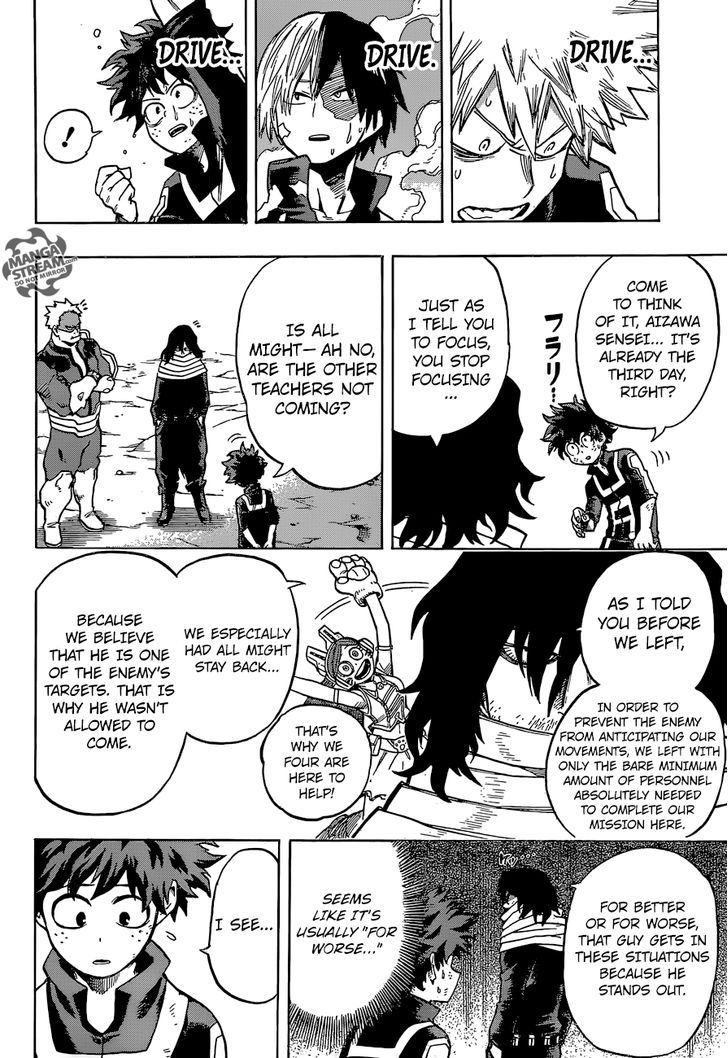 DRIVE...
DRIVE.
DRIVE...
!
MANGA
STREAM.com
DO NOT MIRROR
COME
TO THINK
OF IT, AIZAWA
SENSEI... IT'S
ALREADY THE
THIRD DAY,
RIGHT?
フラリ…
JUST AS
I TELL YOU
TO FOCUS,
YOU STOP
FOCUSING
...
IS ALL
MIGHT— AH NO,
ARE THE OTHER
TEACHERS NOT
COMING?
AS I TOLD
YOU BEFORE
WE LEFT,
IN ORDER TO
PREVENT THE ENEMY
FROM ANTICIPATING OUR
MOVEMENTS, WE LEFT WITH
ONLY THE BARE MINIMUM
AMOUNT OF PERSONNEL
ABSOLUTELY NEEDED
TO COMPLETE OUR
MISSION HERE.
THAT'S
WHY WE
FOUR ARE
HERE TO
HELP!
WE ESPECIALLY
HAD ALL MIGHT
STAY BACK...
BECAUSE
WE BELIEVE
THAT HE IS ONE
OF THE ENEMY'S
TARGETS. THAT IS
WHY HE WASN'T
ALLOWED TO
COME.
FOR BETTER
OR FOR WORSE,
THAT GUY GETS IN
THESE SITUATIONS
BECAUSE HE
STANDS OUT.
SEEMS
LIKE IT'S
USUALLY "FOR
WORSE..."
I SEE...